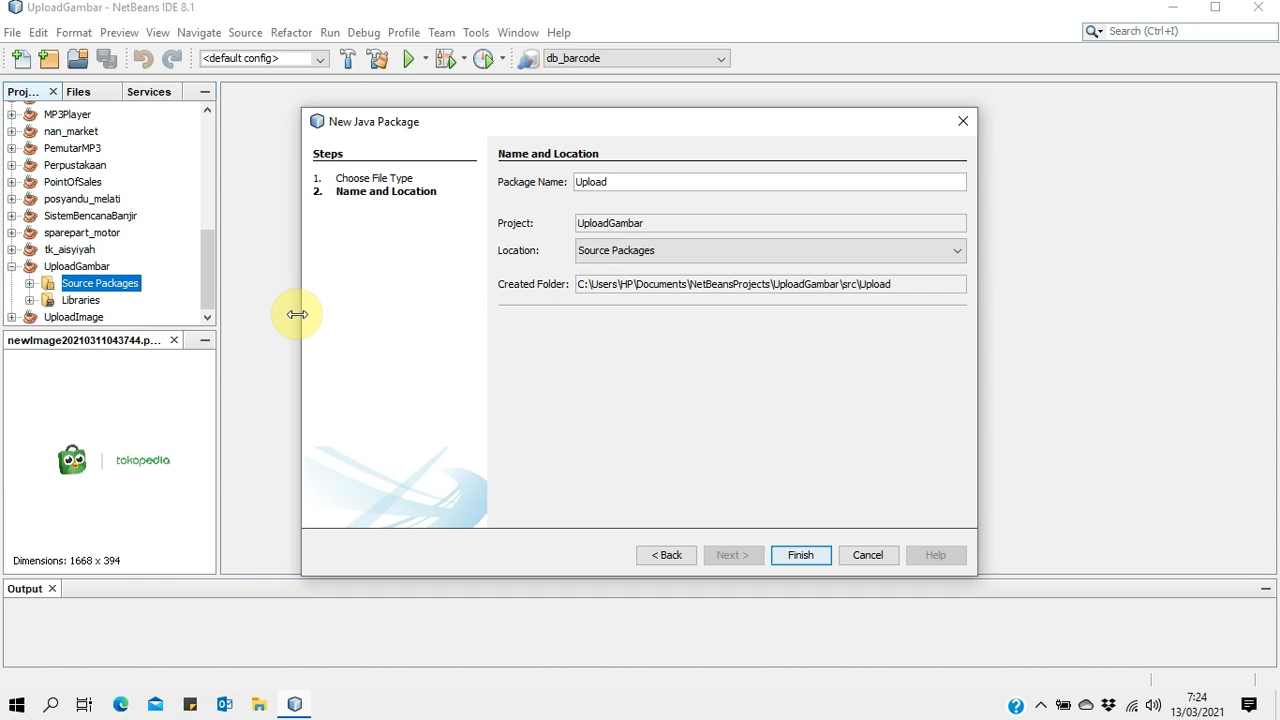 UploadGambar - NetBeans IDE 8.1
File Edit Format Preview View Navigate Source Refactor Run Debug Profile Team Tools Window Help
Search (Ctrl+I)
<default config>
db_barcode
Proj...
Files
Services
MP3Player
nan_market
PemutarMP3
Perpustakaan
PointOfSales
posyandu_melati
SistemBencanaBanjir
sparepart_motor
tk_aisyiyah
UploadGambar
Source Packages
Libraries
UploadImage
newImage20210311043744.p...
tokopedia
Dimensions: 1668 x 394
New Java Package
Steps
1. Choose File Type
2. Name and Location
Name and Location
Package Name: Upload
Project: UploadGambar
Location: Source Packages
Created Folder: C:\Users\HP\Documents\NetBeansProjects\UploadGambar\src\Upload
< Back
Next >
Finish
Cancel
Help
Output
7:24
13/03/2021